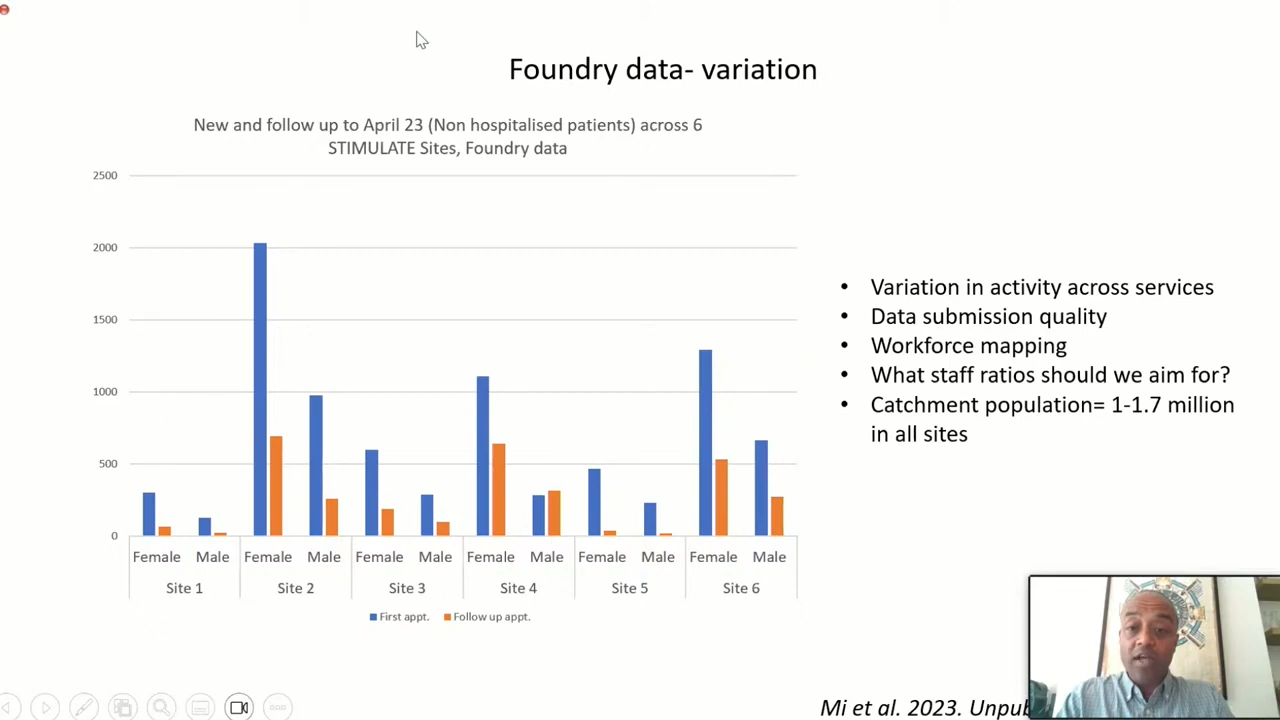 Foundry data- variation
New and follow up to April 23 (Non hospitalised patients) across 6
STIMULATE Sites, Foundry data
2500
2000
1500
1000
500
0
Female Male Female Male Female Male Female Male Female Male Female Male
Site 1 Site 2 Site 3 Site 4 Site 5 Site 6
First appt. Follow up appt.
• Variation in activity across services
• Data submission quality
• Workforce mapping
• What staff ratios should we aim for?
• Catchment population= 1-1.7 million
in all sites
Mi et al. 2023.